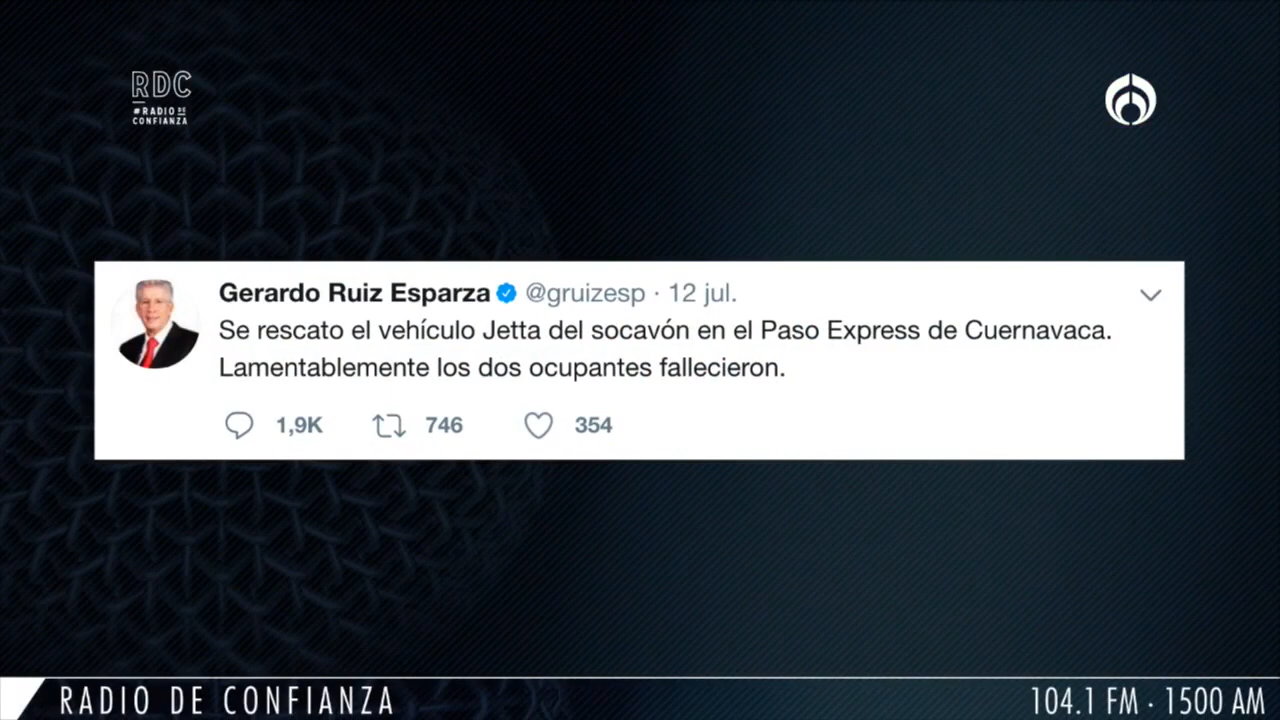 RDC
#RADIO DE
CONFIANZA
Gerardo Ruiz Esparza @gruizesp · 12 jul.
Se rescato el vehículo Jetta del socavón en el Paso Express de Cuernavaca.
Lamentablemente los dos ocupantes fallecieron.
1,9K 746 354
RADIO DE CONFIANZA 104.1 FM · 1500 AM